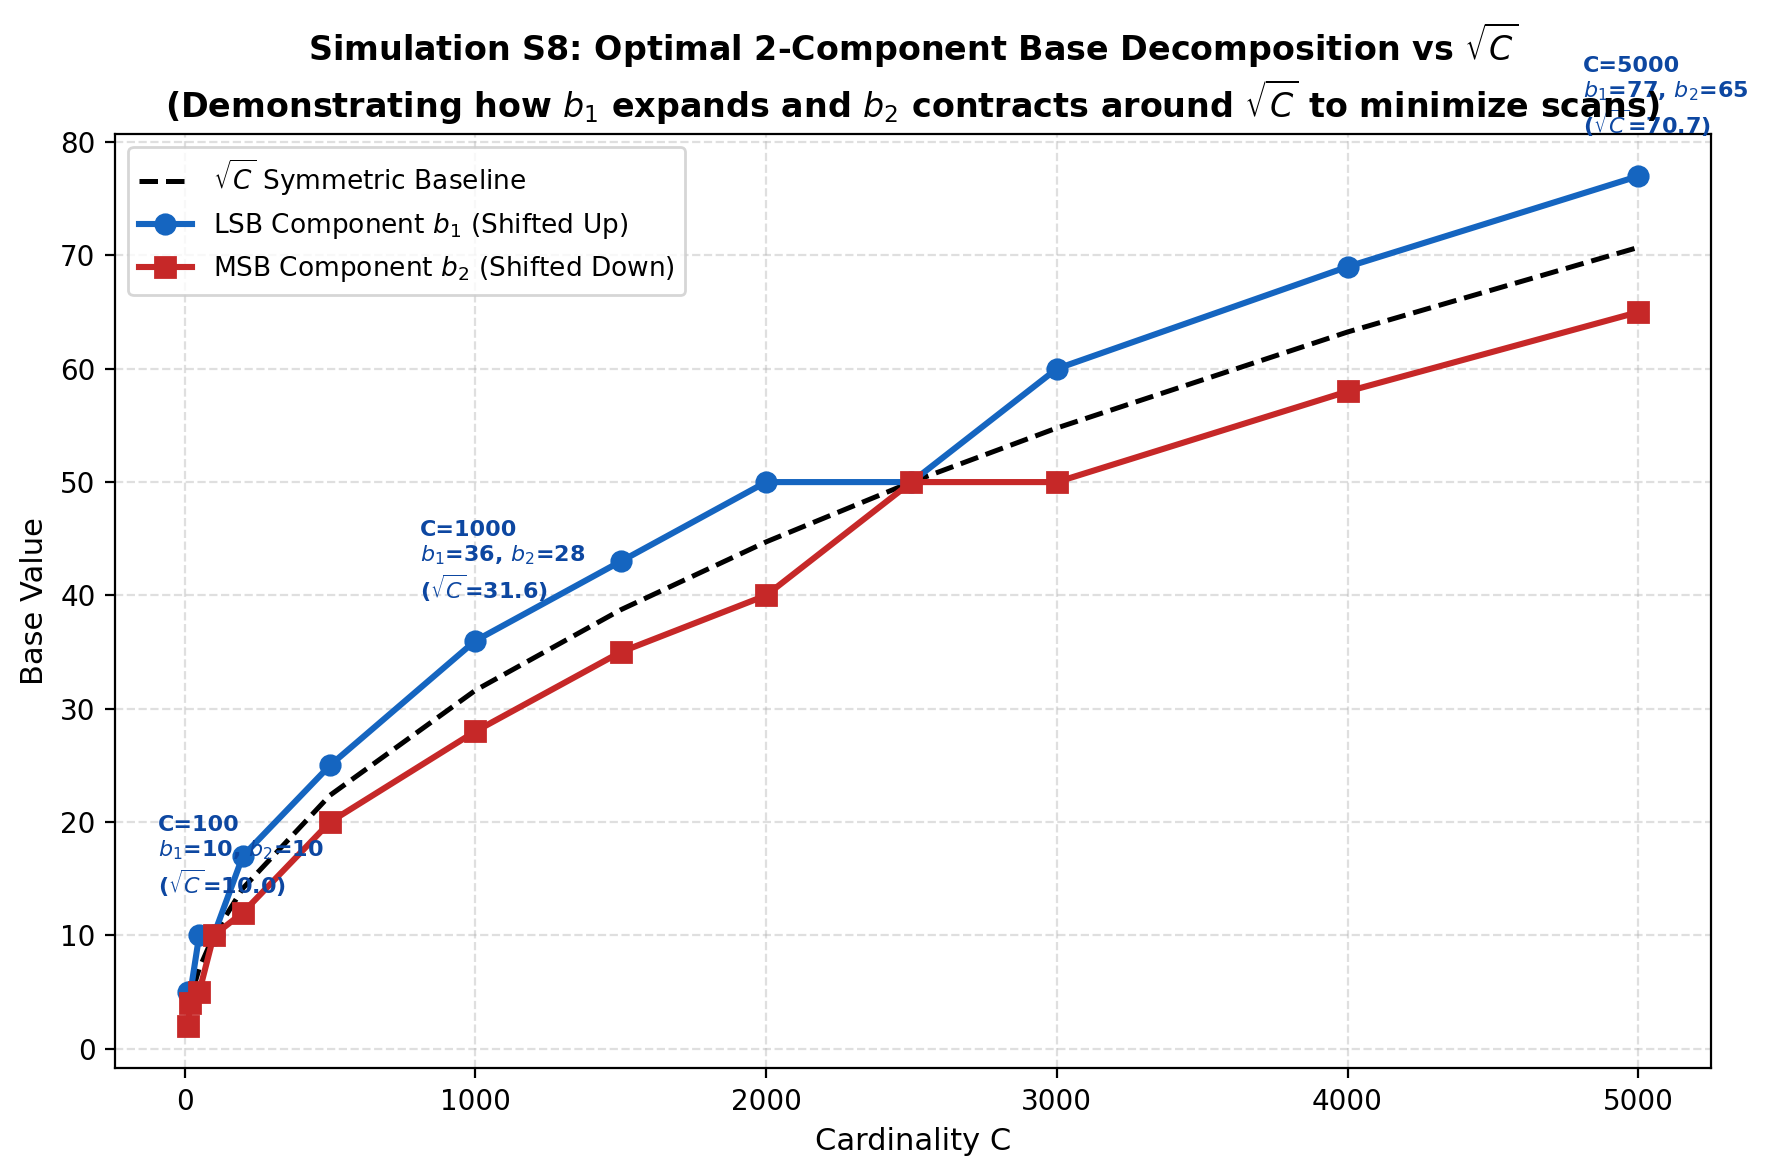 Simulation S8: Optimal 2-Component Base Decomposition vs √C
(Demonstrating how b₁ expands and b₂ contracts around √C to minimize scans)
C=5000
b₁=77, b₂=65
(√C=70.7)
√C Symmetric Baseline
LSB Component b₁ (Shifted Up)
MSB Component b₂ (Shifted Down)
C=1000
b₁=36, b₂=28
(√C=31.6)
C=100
b₁=10, b₂=10
(√C=10.0)
Base Value
80
70
60
50
40
30
20
10
0
0 1000 2000 3000 4000 5000
Cardinality C